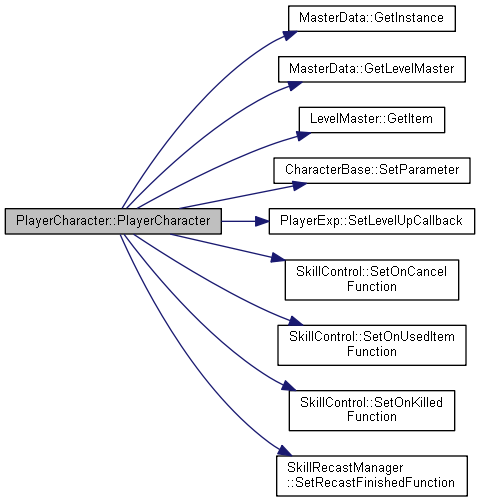 MasterData::GetInstance
MasterData::GetLevelMaster
LevelMaster::GetItem
CharacterBase::SetParameter
PlayerCharacter::PlayerCharacter
PlayerExp::SetLevelUpCallback
SkillControl::SetOnCancel
Function
SkillControl::SetOnUsedItem
Function
SkillControl::SetOnKilled
Function
SkillRecastManager
::SetRecastFinishedFunction